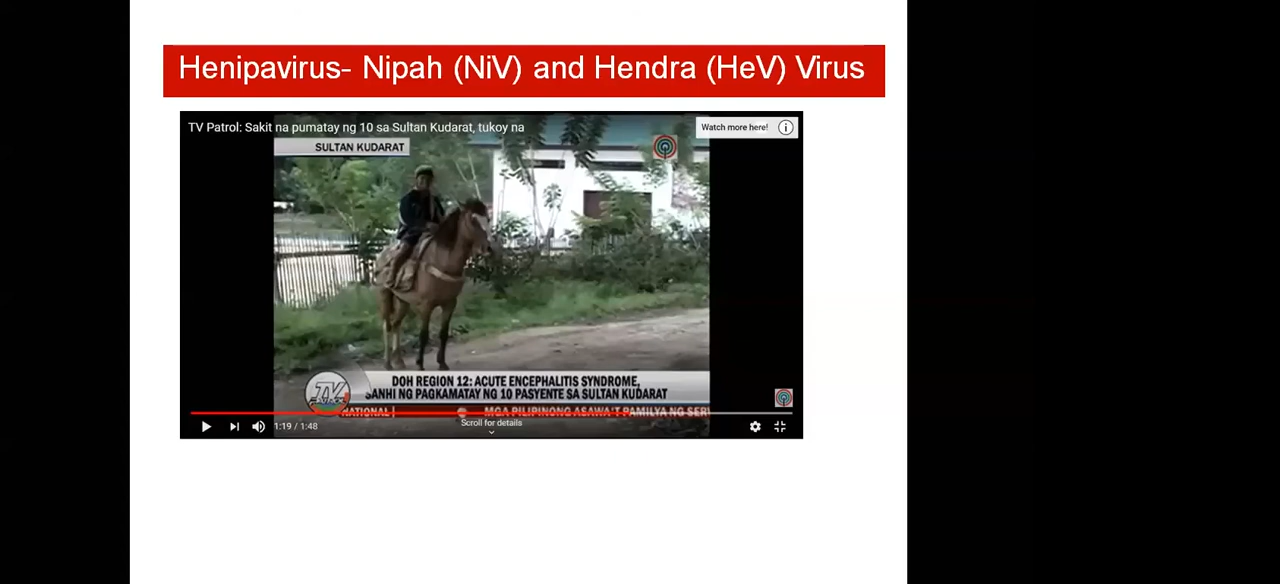 Henipavirus- Nipah (NiV) and Hendra (HeV) Virus
TV Patrol: Sakit na pumatay ng 10 sa Sultan Kudarat, tukoy na
Watch more here!
SULTAN KUDARAT
DOH REGION 12: ACUTE ENCEPHALITIS SYNDROME,
SANHI NG PAGKAMATAY NG 10 PASYENTE SA SULTAN KUDARAT
TV
NATIONAL
MGA PILIPINONG ASAWA'T PAMILYA NG SER
1:19 / 1:48
Scroll for details